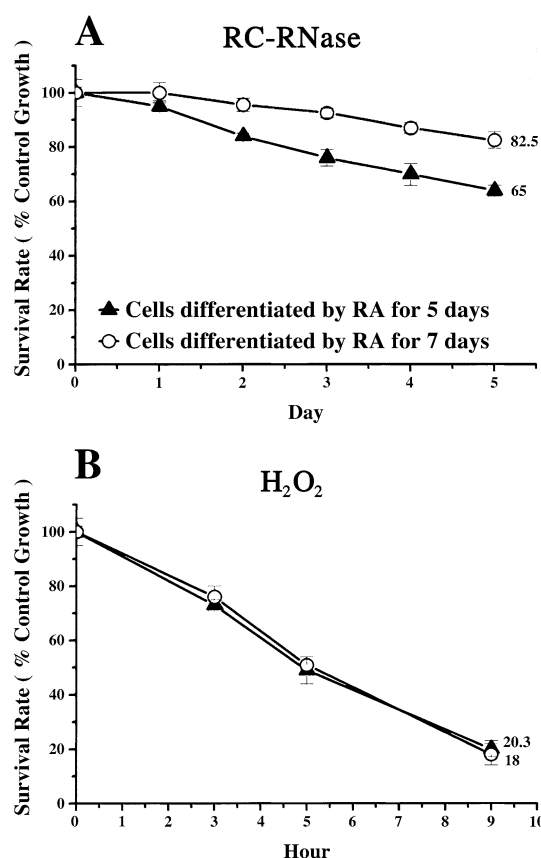 A
RC-RNase
Survival Rate ( % Control Growth )
100
80
60
40
20
0
82.5
65
Cells differentiated by RA for 5 days
Cells differentiated by RA for 7 days
0 1 2 3 4 5
Day
B
H₂O₂
Survival Rate ( % Control Growth )
100
80
60
40
20
0
20.3
18
0 1 2 3 4 5 6 7 8 9 10
Hour